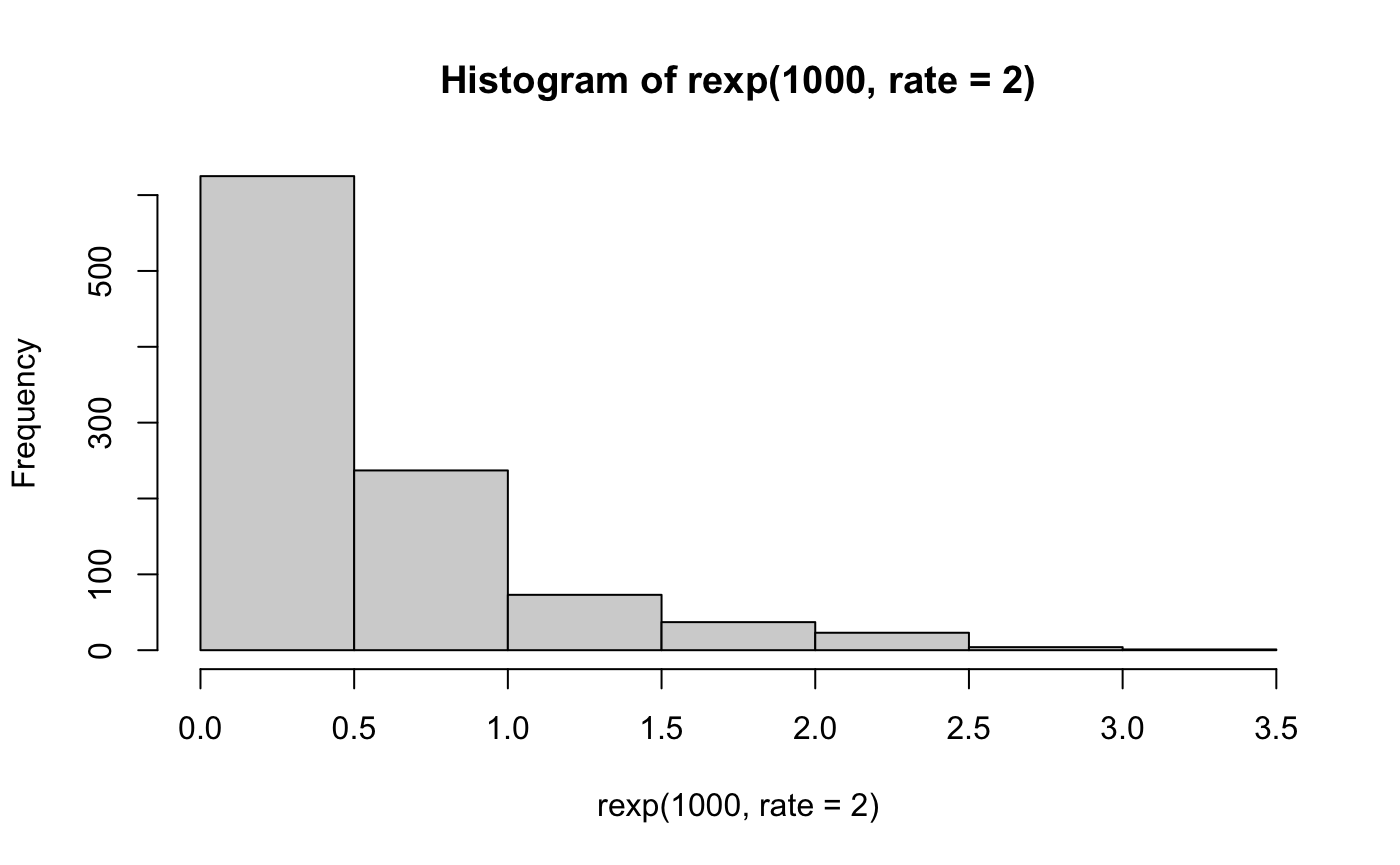 Histogram of rexp(1000, rate = 2)
Frequency
500
300
100
0
0.0 0.5 1.0 1.5 2.0 2.5 3.0 3.5
rexp(1000, rate = 2)